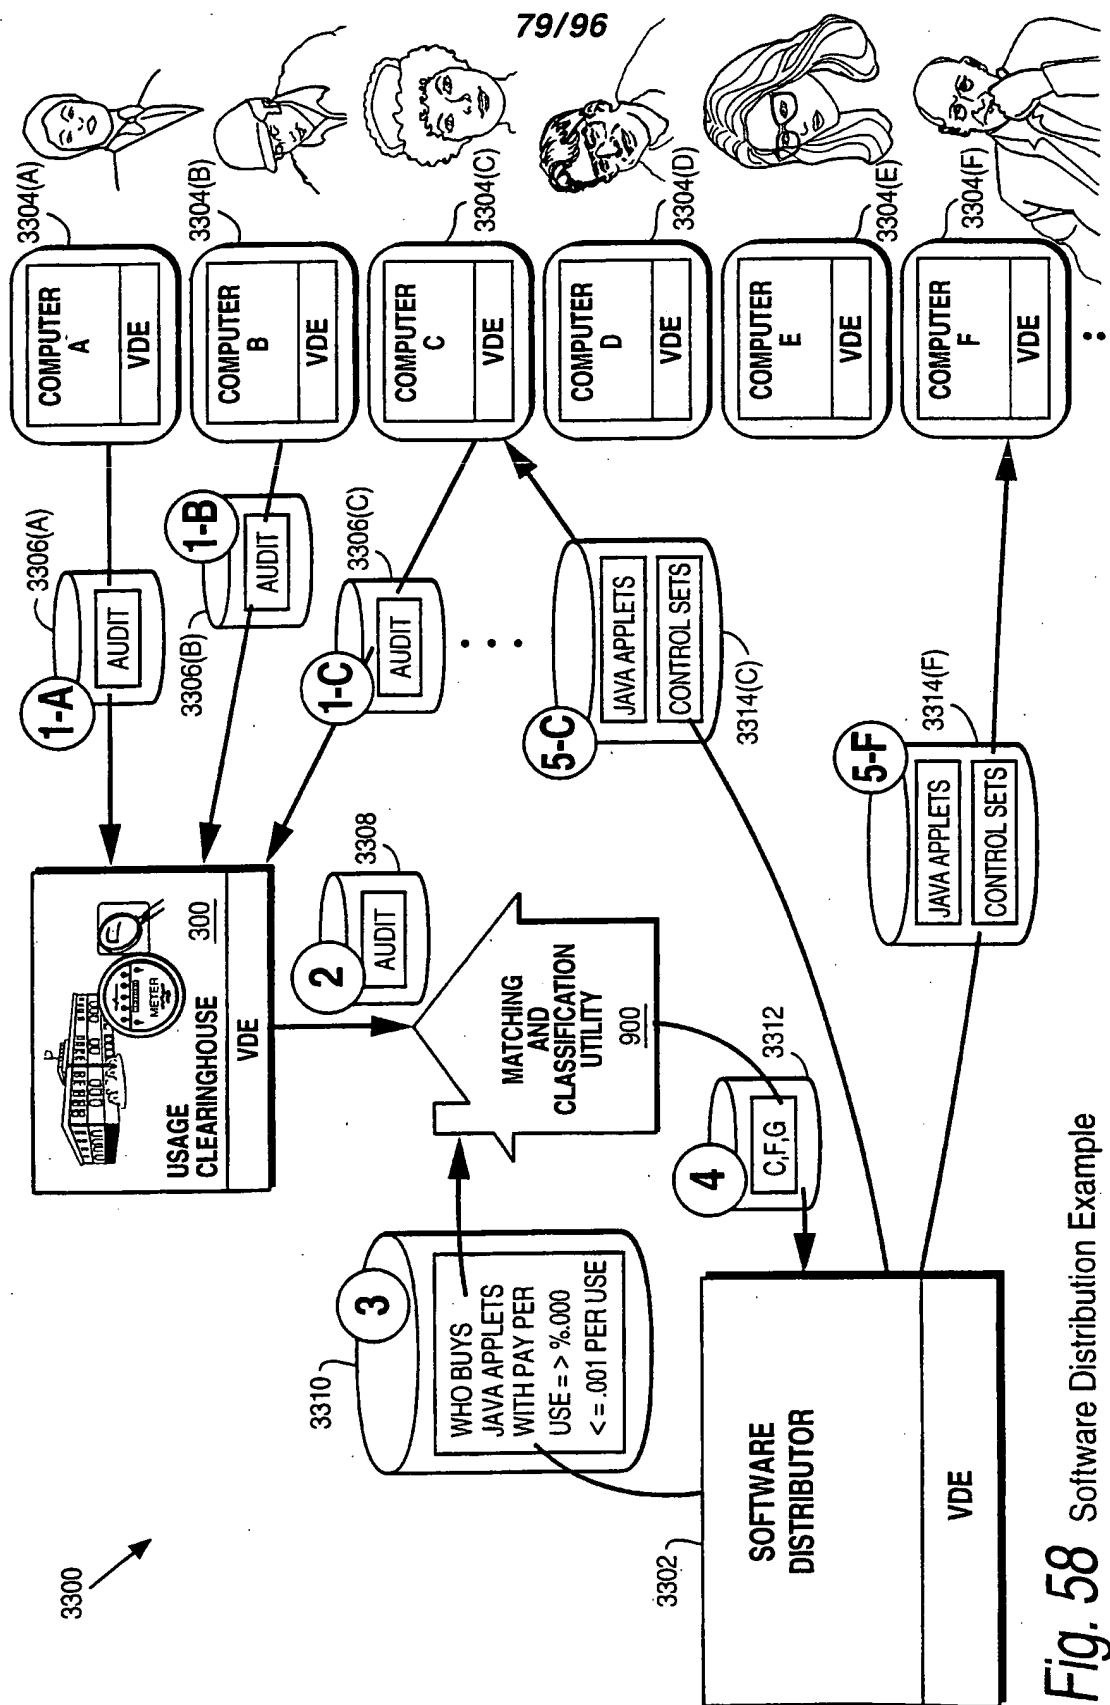 79/96
3300
3302
SOFTWARE
DISTRIBUTOR
VDE
3310
3
WHO BUYS
JAVA APPLETS
WITH PAY PER
USE = > %.000
< = .001 PER USE
USAGE
CLEARINGHOUSE
300
METER
VDE
2
3308
AUDIT
MATCHING
AND
CLASSIFICATION
UTILITY
900
4
3312
C,F,G
1-A
3306(A)
AUDIT
1-B
3306(B)
AUDIT
1-C
3306(C)
AUDIT
5-C
JAVA APPLETS
CONTROL SETS
3314(C)
5-F
JAVA APPLETS
CONTROL SETS
3314(F)
3304(A)
COMPUTER
A
VDE
3304(B)
COMPUTER
B
VDE
3304(C)
COMPUTER
C
VDE
3304(D)
COMPUTER
D
VDE
3304(E)
COMPUTER
E
VDE
3304(F)
COMPUTER
F
VDE
Fig. 58 Software Distribution Example